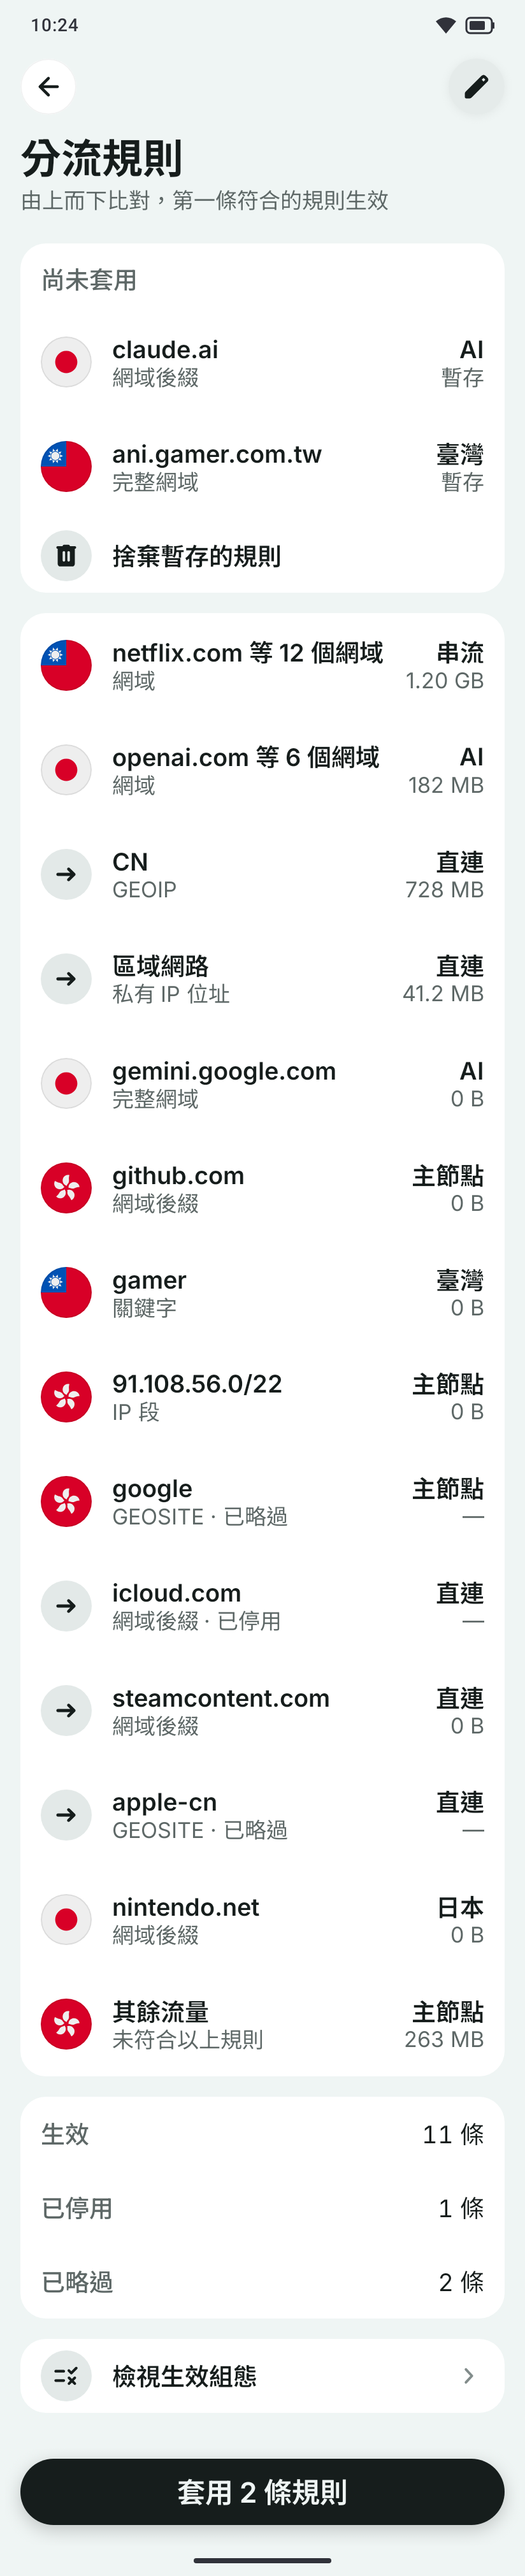 10:24
分流規則
由上而下比對，第一條符合的規則生效
尚未套用
claude.ai
AI
網域後綴
暫存
ani.gamer.com.tw
臺灣
完整網域
暫存
捨棄暫存的規則
netflix.com 等 12 個網域
串流
網域
1.20 GB
openai.com 等 6 個網域
AI
網域
182 MB
CN
直連
GEOIP
728 MB
區域網路
直連
私有 IP 位址
41.2 MB
gemini.google.com
AI
完整網域
0 B
github.com
主節點
網域後綴
0 B
gamer
臺灣
關鍵字
0 B
91.108.56.0/22
主節點
IP 段
0 B
google
主節點
GEOSITE · 已略過
—
icloud.com
直連
網域後綴 · 已停用
—
steamcontent.com
直連
網域後綴
0 B
apple-cn
直連
GEOSITE · 已略過
—
nintendo.net
日本
網域後綴
0 B
其餘流量
主節點
未符合以上規則
263 MB
生效
11 條
已停用
1 條
已略過
2 條
檢視生效組態
套用 2 條規則